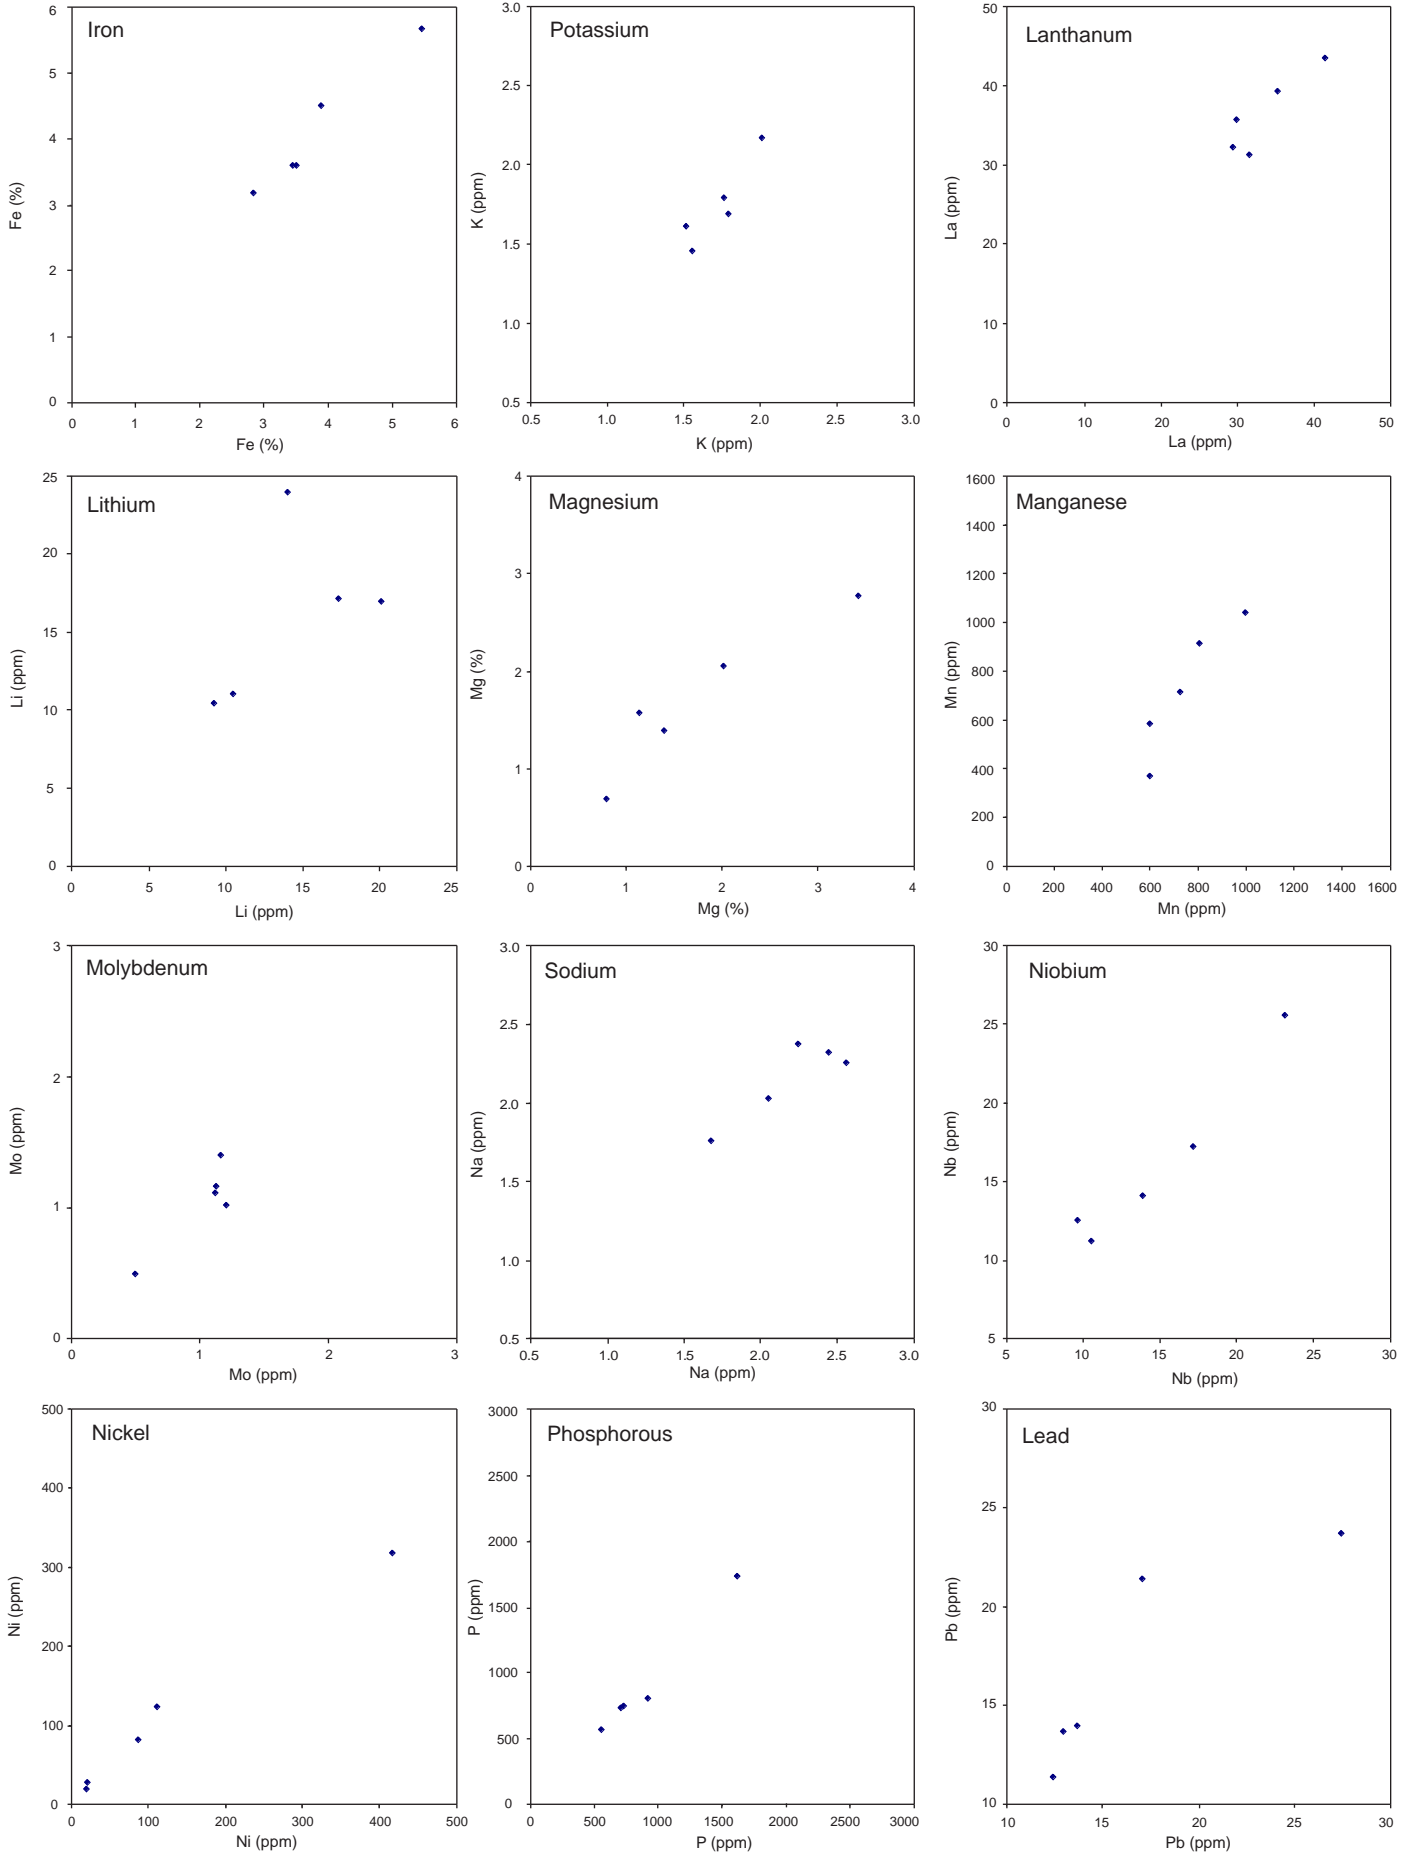 Iron
6
5
4
3
2
1
0
Fe (%)
0 1 2 3 4 5 6
Fe (%)
Potassium
3.0
2.5
2.0
1.5
1.0
0.5
K (ppm)
0.5 1.0 1.5 2.0 2.5 3.0
K (ppm)
Lanthanum
50
40
30
20
10
0
La (ppm)
0 10 20 30 40 50
La (ppm)
Lithium
25
20
15
10
5
0
Li (ppm)
0 5 10 15 20 25
Li (ppm)
Magnesium
4
3
2
1
0
Mg (%)
0 1 2 3 4
Mg (%)
Manganese
1600
1400
1200
1000
800
600
400
200
0
Mn (ppm)
0 200 400 600 800 1000 1200 1400 1600
Mn (ppm)
Molybdenum
3
2
1
0
Mo (ppm)
0 1 2 3
Mo (ppm)
Sodium
3.0
2.5
2.0
1.5
1.0
0.5
Na (ppm)
0.5 1.0 1.5 2.0 2.5 3.0
Na (ppm)
Niobium
30
25
20
15
10
5
Nb (ppm)
5 10 15 20 25 30
Nb (ppm)
Nickel
500
400
300
200
100
0
Ni (ppm)
0 100 200 300 400 500
Ni (ppm)
Phosphorous
3000
2500
2000
1500
1000
500
0
P (ppm)
0 500 1000 1500 2000 2500 3000
P (ppm)
Lead
30
25
20
15
10
Pb (ppm)
10 15 20 25 30
Pb (ppm)